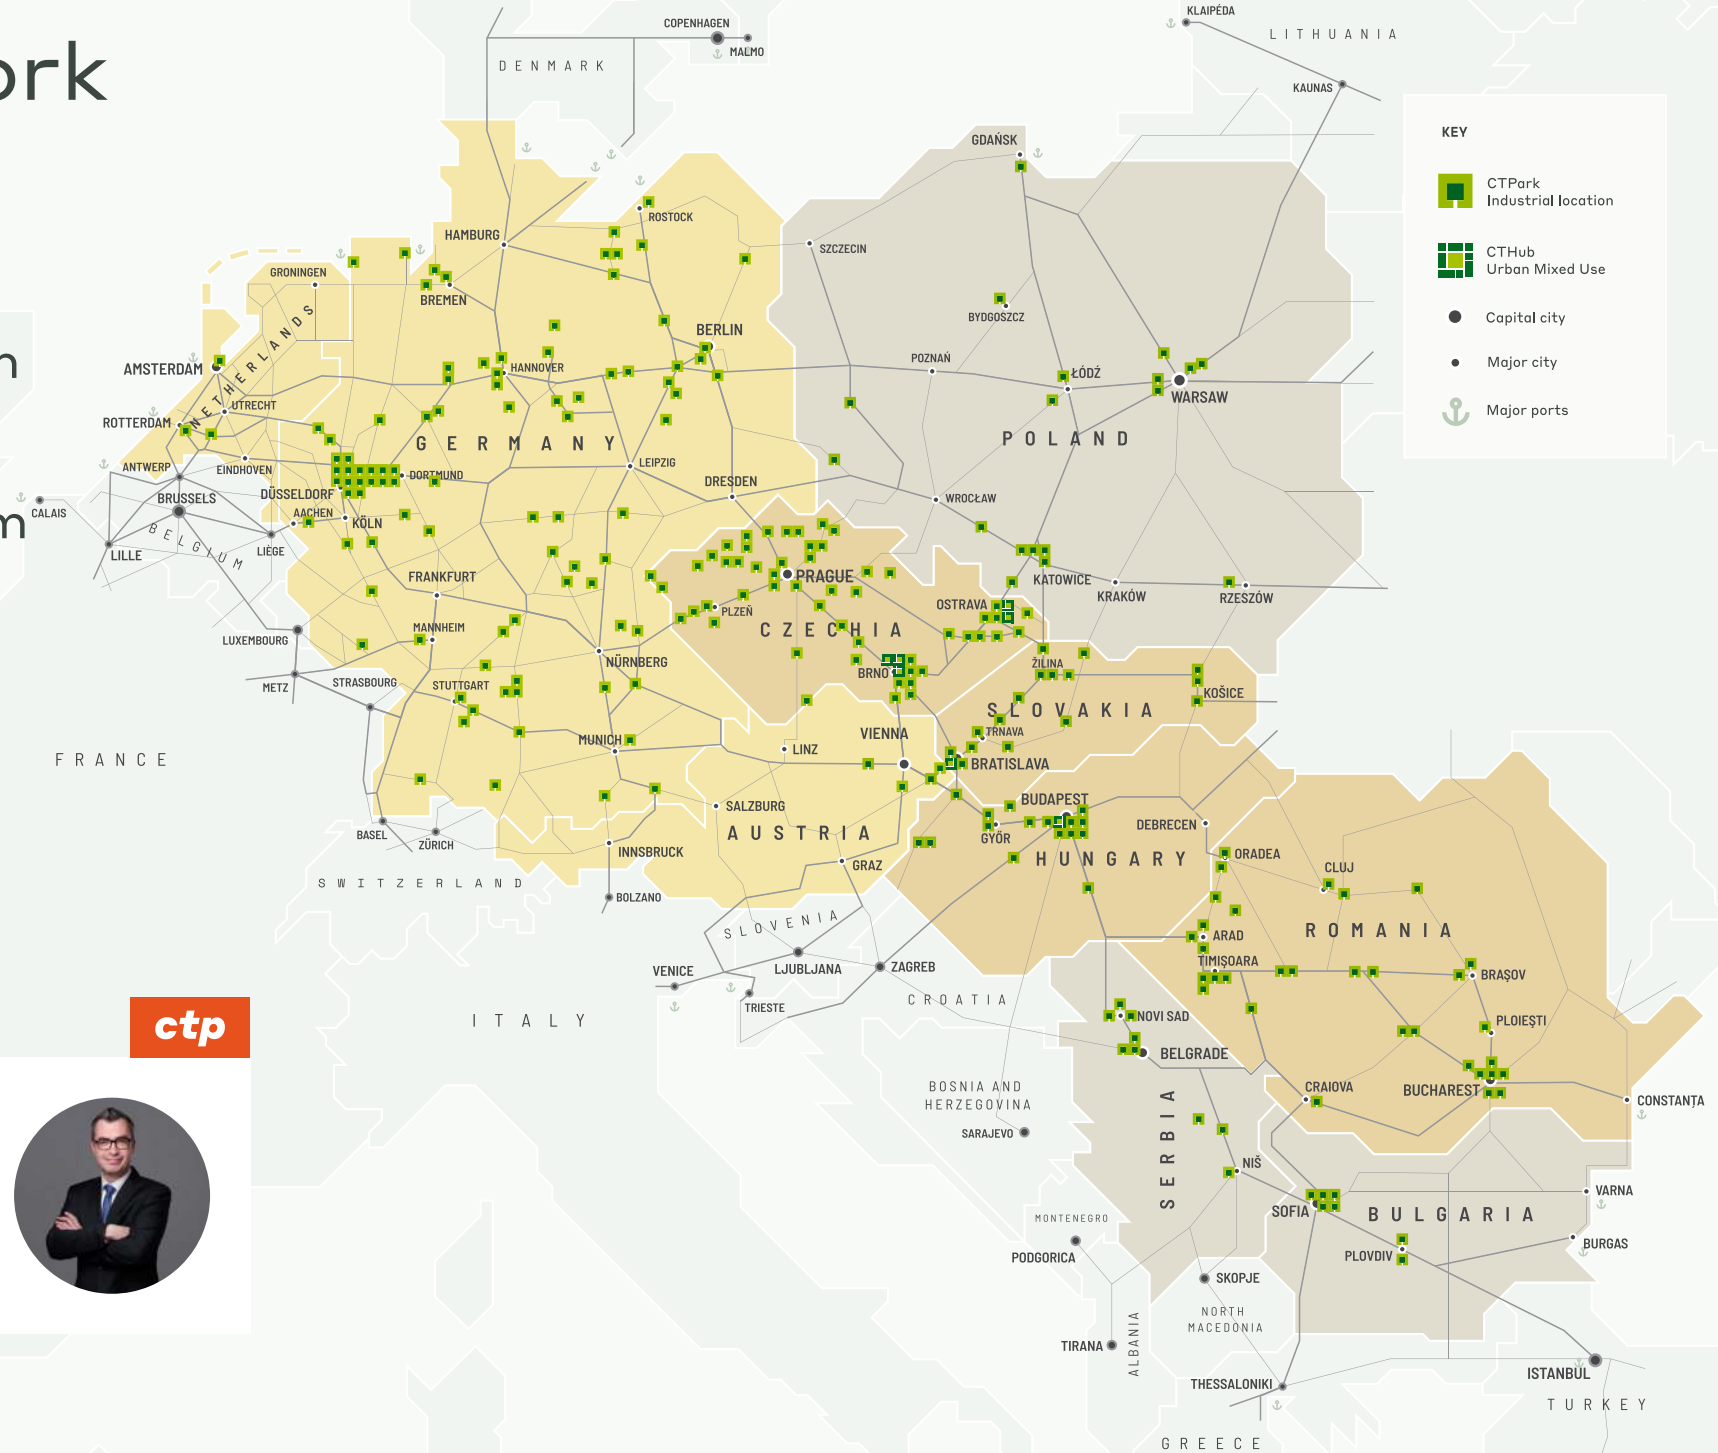 ork
n
m
KEY
CTPark
Industrial location
CTHub
Urban Mixed Use
Capital city
Major city
Major ports
COPENHAGEN
MALMO
DENMARK
KLAIPĖDA
LITHUANIA
KAUNAS
GDAŃSK
ROSTOCK
HAMBURG
SZCZECIN
GRONINGEN
BREMEN
BYDGOSZCZ
BERLIN
NETHERLANDS
AMSTERDAM
HANNOVER
POZNAŃ
ŁÓDŹ
WARSAW
UTRECHT
ROTTERDAM
GERMANY
POLAND
ANTWERP
EINDHOVEN
DORTMUND
LEIPZIG
DRESDEN
DÜSSELDORF
BRUSSELS
WROCŁAW
CALAIS
AACHEN
KÖLN
BELGIUM
LILLE
LIÈGE
FRANKFURT
PRAGUE
KATOWICE
KRAKÓW
RZESZÓW
OSTRAVA
PLZEŇ
CZECHIA
LUXEMBOURG
MANNHEIM
NÜRNBERG
ŽILINA
BRNO
METZ
STRASBOURG
STUTTGART
KOŠICE
SLOVAKIA
VIENNA
TRNAVA
MUNICH
LINZ
FRANCE
BRATISLAVA
SALZBURG
BUDAPEST
DEBRECEN
BASEL
ZÜRICH
AUSTRIA
GYÖR
HUNGARY
INNSBRUCK
GRAZ
ORADEA
CLUJ
SWITZERLAND
BOLZANO
SLOVENIA
ROMANIA
ARAD
VENICE
LJUBLJANA
ZAGREB
TIMIŞOARA
BRAŞOV
TRIESTE
CROATIA
ITALY
NOVI SAD
PLOIEŞTI
ctp
BELGRADE
BOSNIA AND
HERZEGOVINA
CRAIOVA
BUCHAREST
CONSTANȚA
SARAJEVO
SERBIA
NIŠ
VARNA
SOFIA
BULGARIA
MONTENEGRO
PODGORICA
PLOVDIV
BURGAS
SKOPJE
NORTH
MACEDONIA
TIRANA
ALBANIA
ISTANBUL
THESSALONIKI
TURKEY
GREECE